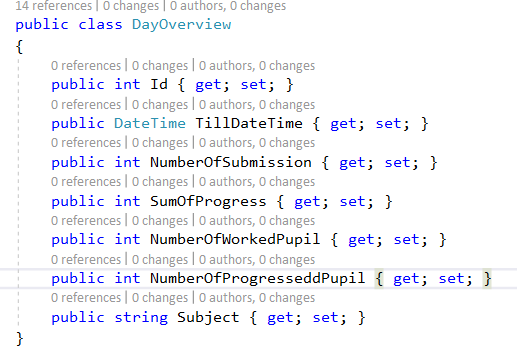 14 references | 0 changes | 0 authors, 0 changes
public class DayOverview
{
0 references | 0 changes | 0 authors, 0 changes
public int Id { get; set; }
0 references | 0 changes | 0 authors, 0 changes
public DateTime TillDateTime { get; set; }
0 references | 0 changes | 0 authors, 0 changes
public int NumberOfSubmission { get; set; }
0 references | 0 changes | 0 authors, 0 changes
public int SumOfProgress { get; set; }
0 references | 0 changes | 0 authors, 0 changes
public int NumberOfWorkedPupil { get; set; }
0 references | 0 changes | 0 authors, 0 changes
public int NumberOfProgresseddPupil { get; set; }
0 references | 0 changes | 0 authors, 0 changes
public string Subject { get; set; }
}